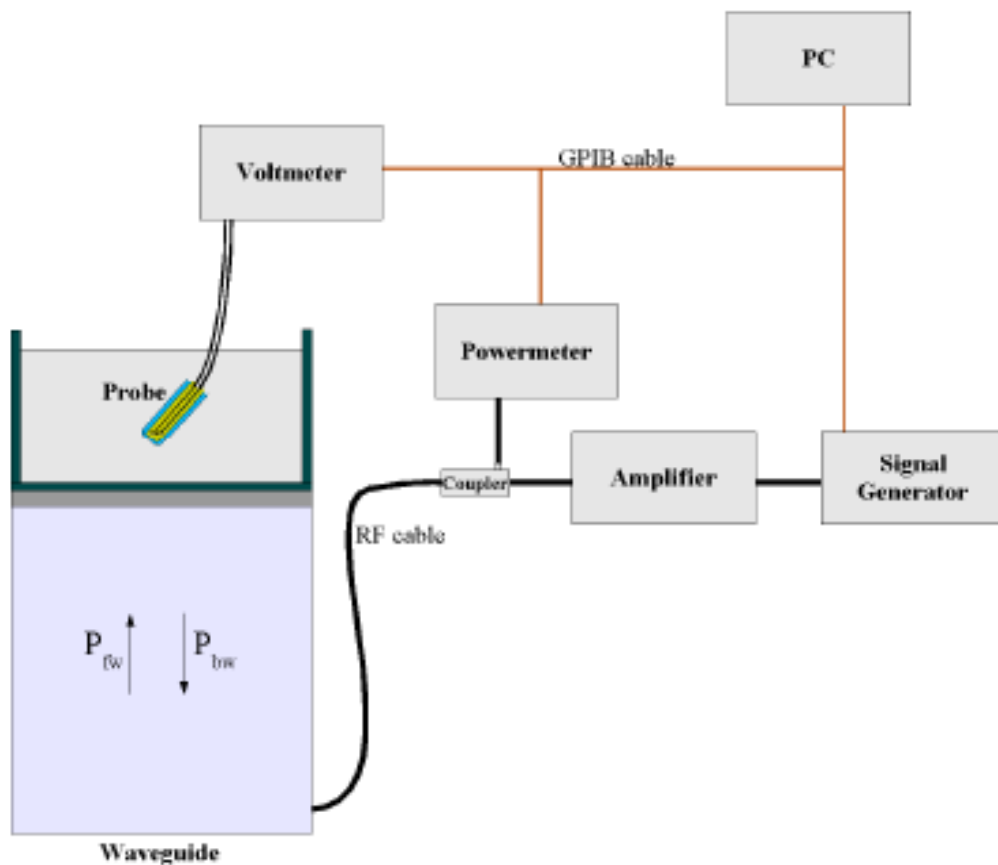 PC
Voltmeter
GPIB cable
Powermeter
Probe
Amplifier
Signal
Generator
Coupler
RF cable
P fw
P bw
Waveguide